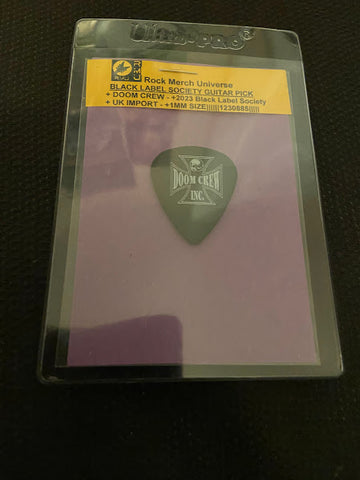 Ultra•PRO®
Rock Merch Universe
BLACK LABEL SOCIETY GUITAR PICK
+ DOOM CREW - +2023 Black Label Society
+ UK IMPORT - +1MM SIZE||||||1230885|||||
DOOM CREW
INC.